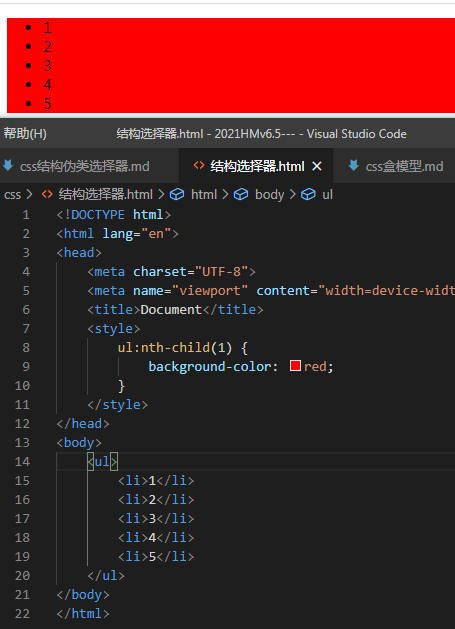 1
2
3
4
5
帮助(H) 结构选择器.html - 2021HMv6.5--- - Visual Studio Code
css结构伪类选择器.md <> 结构选择器.html × css盒模型.md
css > <> 结构选择器.html > html > body > ul
1 <!DOCTYPE html>
2 <html lang="en">
3 <head>
4 <meta charset="UTF-8">
5 <meta name="viewport" content="width=device-widt
6 <title>Document</title>
7 <style>
8 ul:nth-child(1) {
9 background-color: red;
10 }
11 </style>
12 </head>
13 <body>
14 <ul>
15 <li>1</li>
16 <li>2</li>
17 <li>3</li>
18 <li>4</li>
19 <li>5</li>
20 </ul>
21 </body>
22 </html>